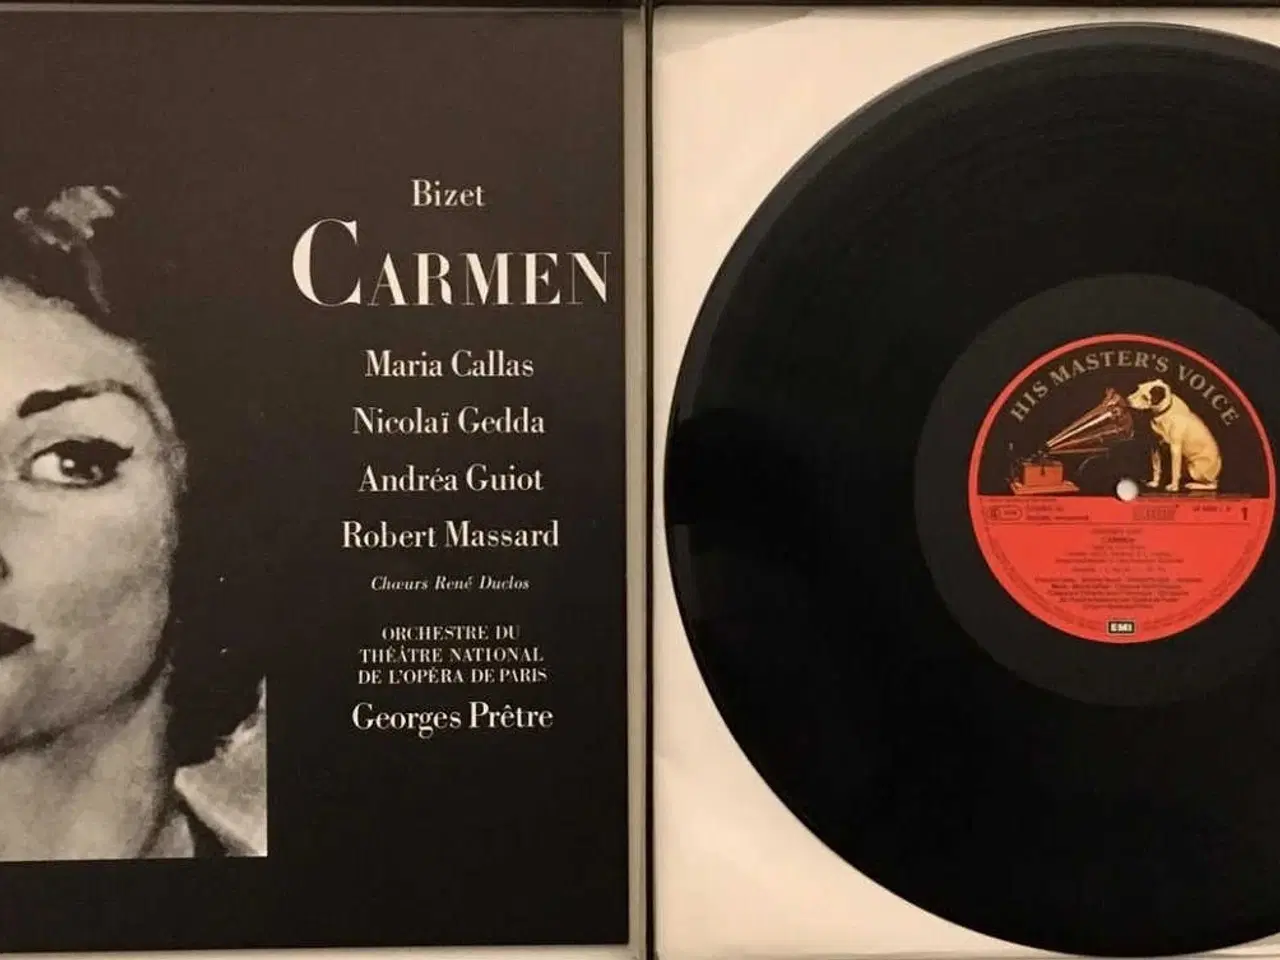 Bizet
CARMEN
Maria Callas
Nicolaï Gedda
Andréa Guiot
Robert Massard
Chœurs René Duclos
ORCHESTRE DU
THÉÂTRE NATIONAL
DE L'OPÉRA DE PARIS
Georges Prêtre
HIS MASTER'S VOICE
1
CARMEN
EMI